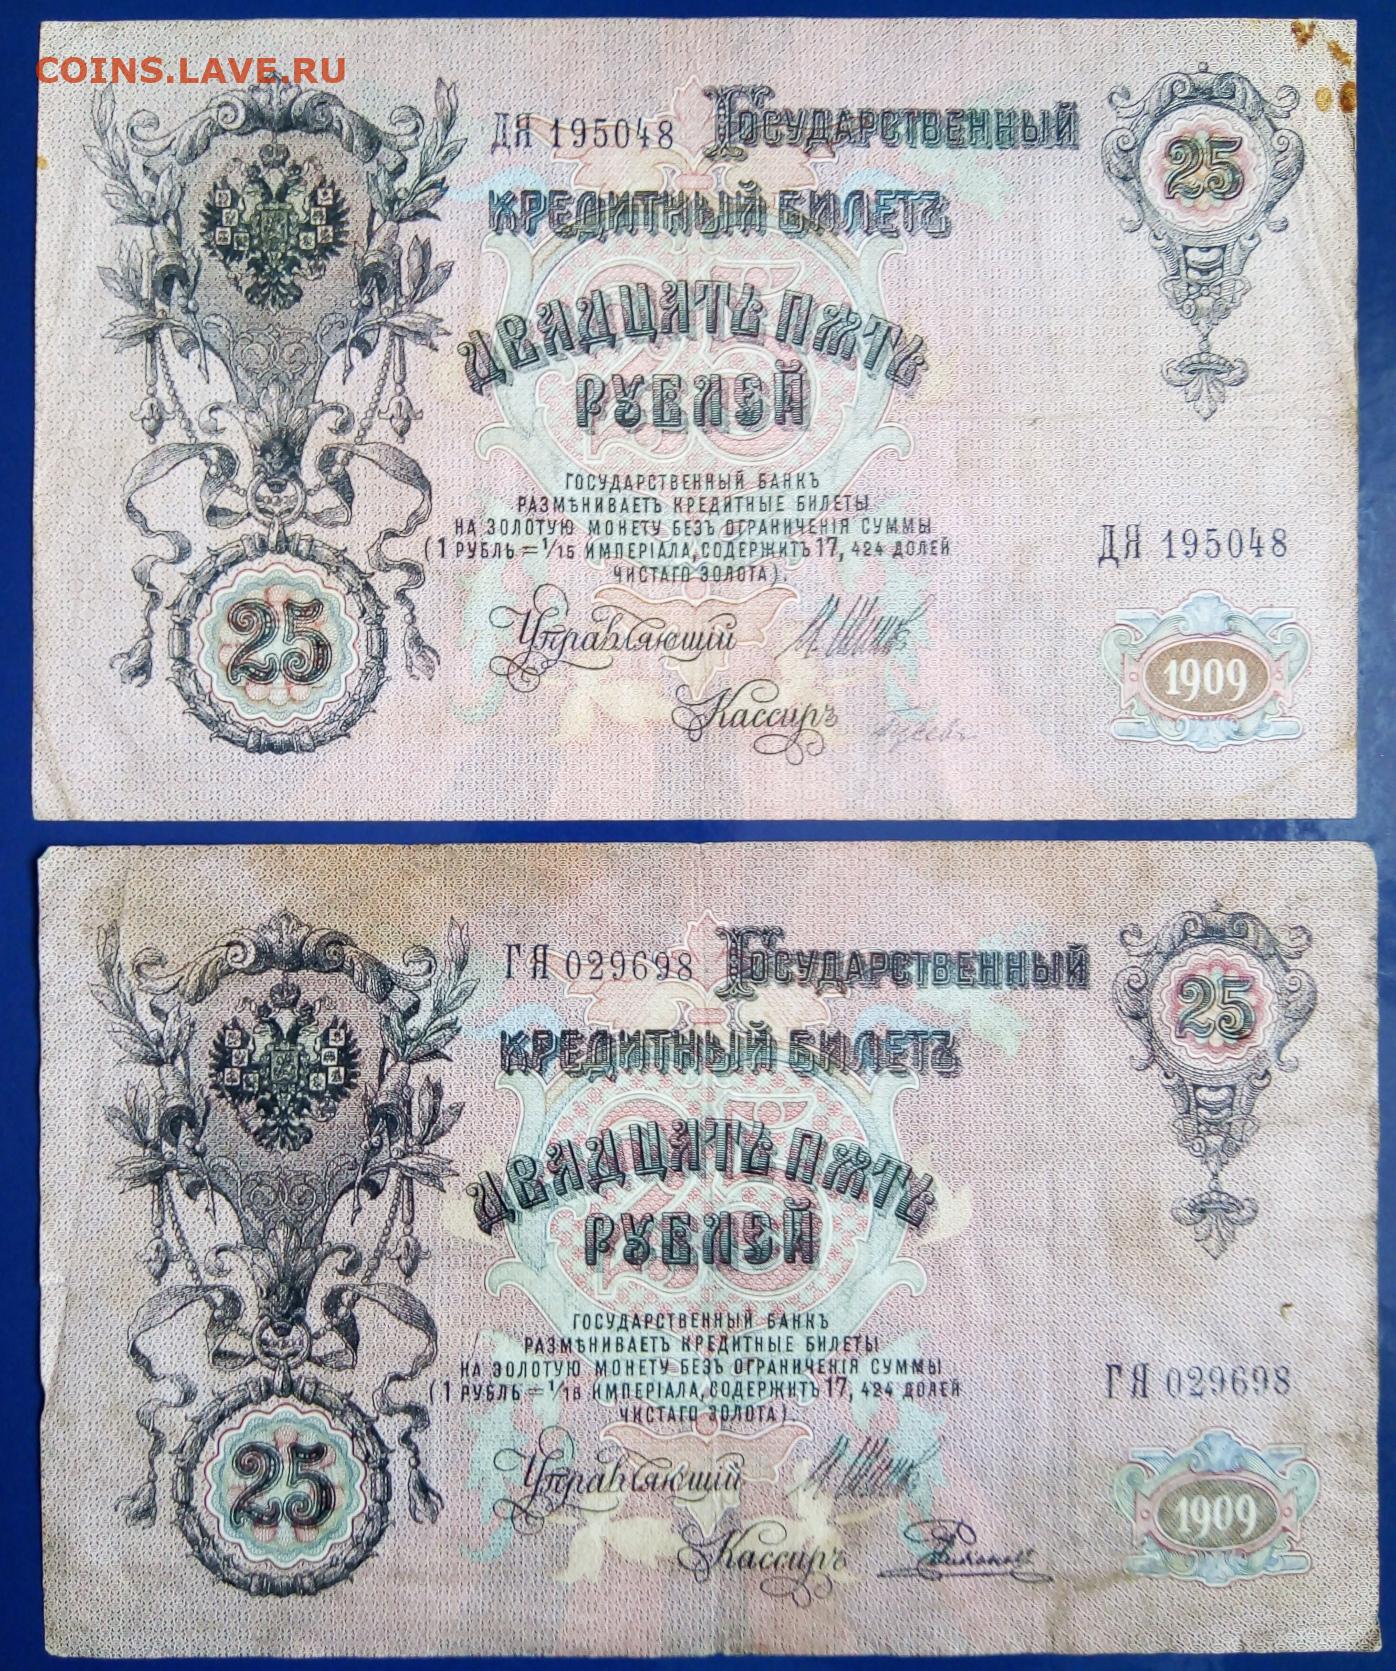 COINS.LAVE.RU
ДЯ 195048 Государственный
кредитный билетъ
25
двадцать пять
рублей
государственный банкъ
размѣниваетъ кредитные билеты
на золотую монету безъ ограниченія суммы
(1 рубль = 1/15 имперіала, содержитъ 17,424 долей
чистаго золота).
ДЯ 195048
25
Управляющій
Кассиръ
1909
ГЯ 029698 Государственный
кредитный билетъ
25
двадцать пять
рублей
государственный банкъ
размѣниваетъ кредитные билеты
на золотую монету безъ ограниченія суммы
(1 рубль = 1/15 имперіала, содержитъ 17,424 долей
чистаго золота).
ГЯ 029698
25
Управляющій
Кассиръ
1909